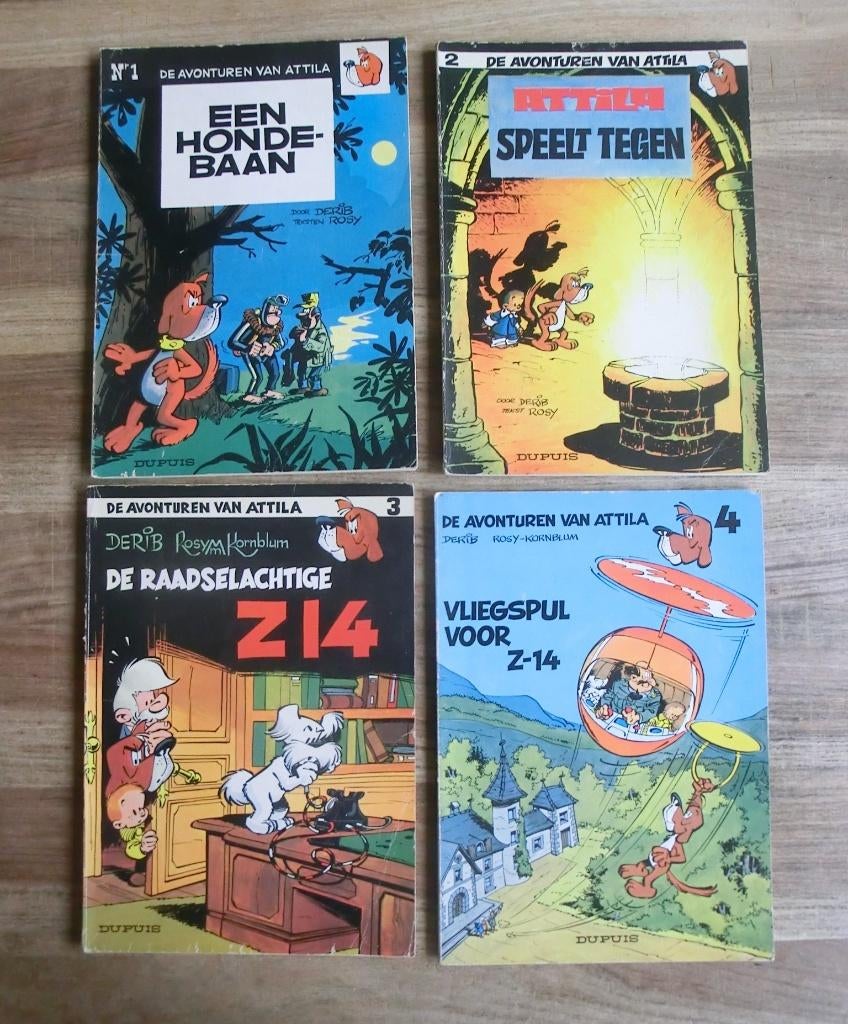 Nr 1 DE AVONTUREN VAN ATTILA
EEN
HONDE-
BAAN
DOOR DERIB
TEKSTEN ROSY
DUPUIS
2 DE AVONTUREN VAN ATTILA
ATTILA
SPEELT TEGEN
DOOR DERIB
TEKST ROSY
DUPUIS
DE AVONTUREN VAN ATTILA 3
DERIB ROSY M Kornblum
DE RAADSELACHTIGE
Z14
DUPUIS
DE AVONTUREN VAN ATTILA 4
DERIB ROSY-KORNBLUM
VLIEGSPUL
VOOR
Z-14
DUPUIS